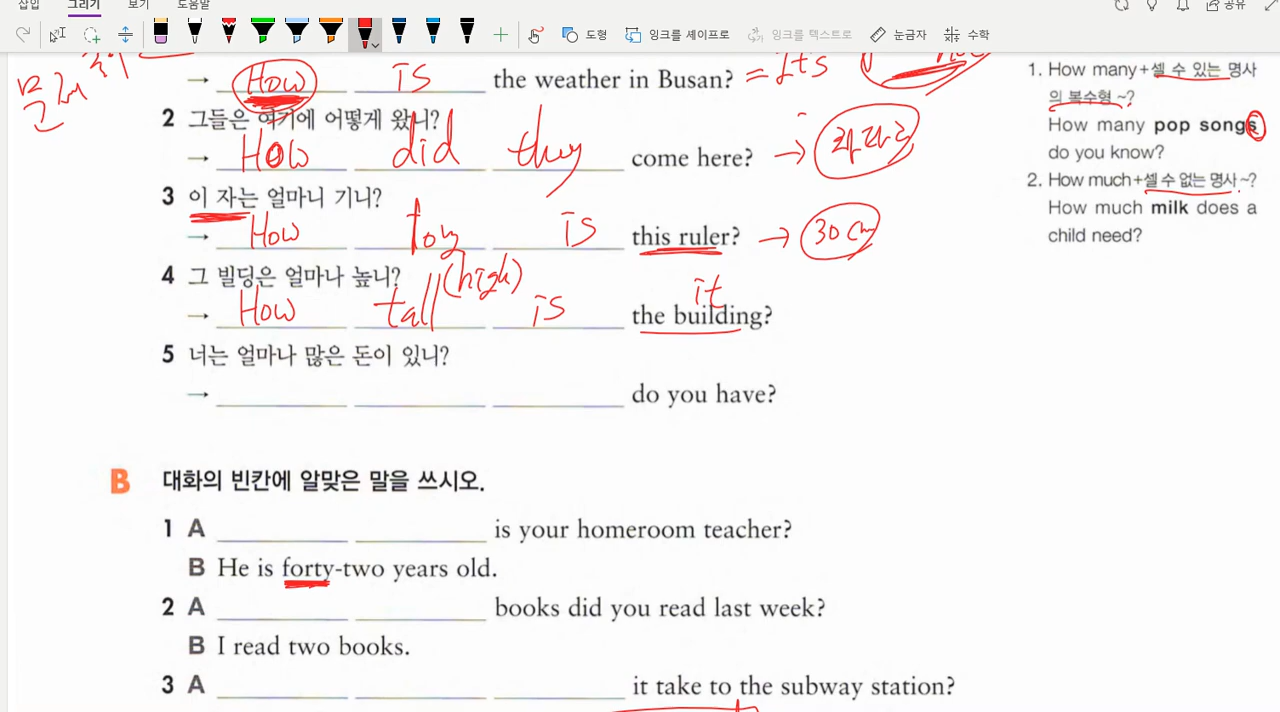 삽입 그리기 보기 도움말 공유
도형 잉크를 셰이프로 잉크를 텍스트로 눈금자 수학
→ How is the weather in Busan? = Its
2 그들은 여기에 어떻게 왔니?
→ How did they come here? →
3 이 자는 얼마니 기니?
→ How long is this ruler? → 30cm
4 그 빌딩은 얼마나 높니? (high)
→ How tall is the building? it
5 너는 얼마나 많은 돈이 있니?
→ do you have?
B 대화의 빈칸에 알맞은 말을 쓰시오.
1 A is your homeroom teacher?
B He is forty-two years old.
2 A books did you read last week?
B I read two books.
3 A it take to the subway station?
1. How many+셀 수 있는 명사
의 복수형 ~?
How many pop songs
do you know?
2. How much+셀 수 없는 명사~?
How much milk does a
child need?